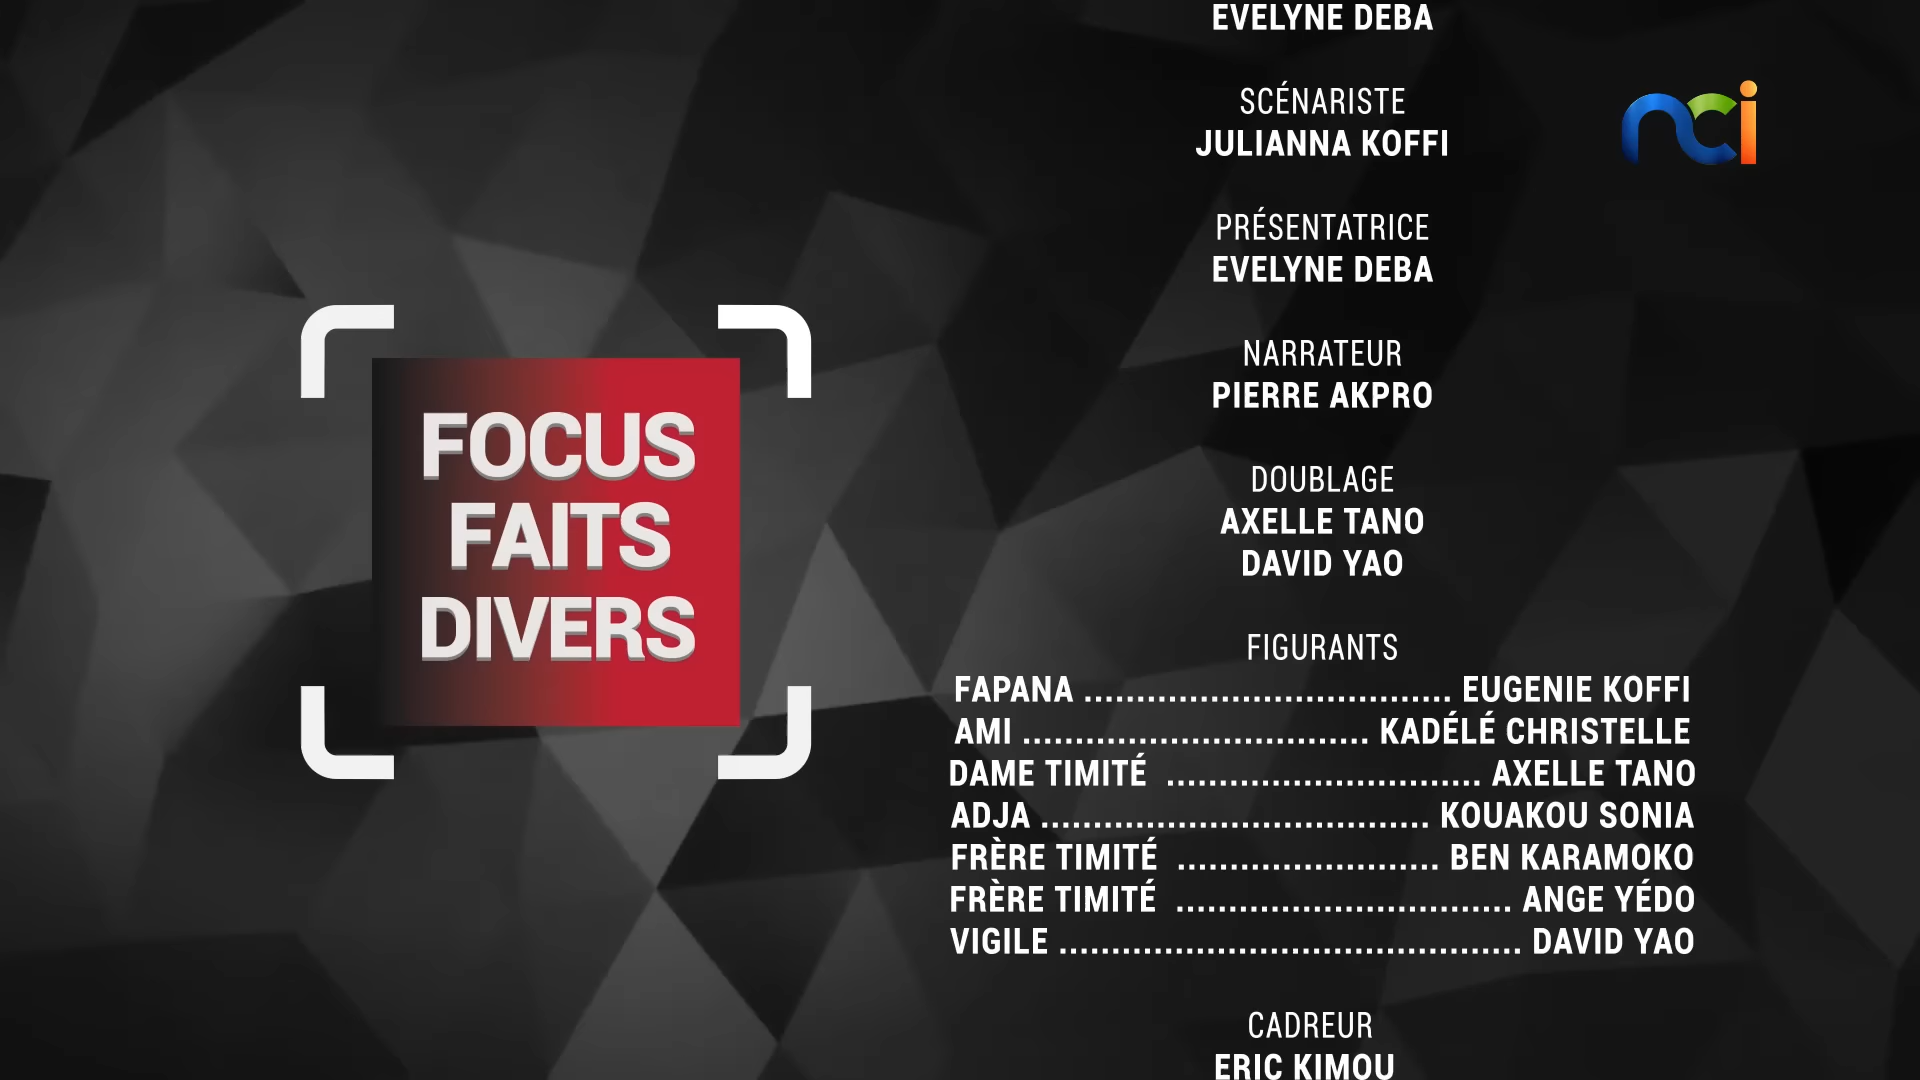 EVELYNE DEBA
SCÉNARISTE
JULIANNA KOFFI
nci
PRÉSENTATRICE
EVELYNE DEBA
NARRATEUR
PIERRE AKPRO
DOUBLAGE
AXELLE TANO
DAVID YAO
FOCUS
FAITS
DIVERS
FIGURANTS
FAPANA ................................... EUGENIE KOFFI
AMI ................................. KADÉLÉ CHRISTELLE
DAME TIMITÉ .............................. AXELLE TANO
ADJA ..................................... KOUAKOU SONIA
FRÈRE TIMITÉ ......................... BEN KARAMOKO
FRÈRE TIMITÉ ................................ ANGE YÉDO
VIGILE ............................................ DAVID YAO
CADREUR
ERIC KIMOU